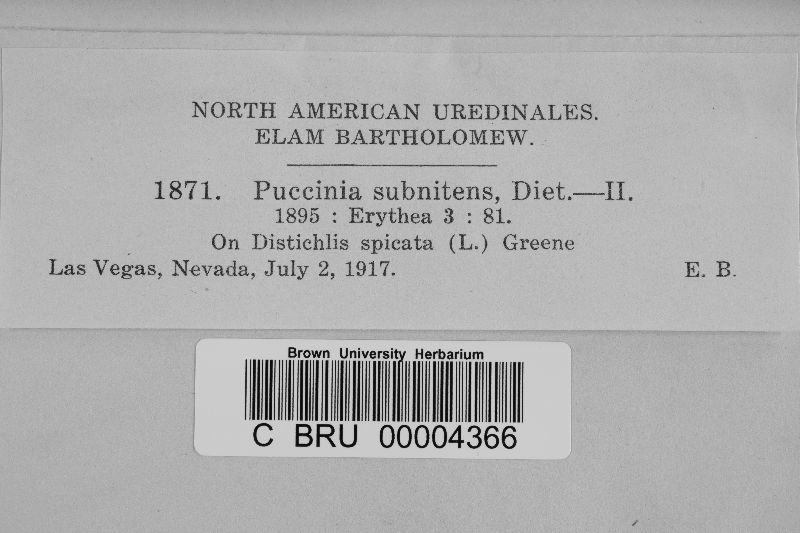 NORTH AMERICAN UREDINALES.
ELAM BARTHOLOMEW.
1871. Puccinia subnitens, Diet.—II.
1895 : Erythea 3 : 81.
On Distichlis spicata (L.) Greene
Las Vegas, Nevada, July 2, 1917. E. B.
Brown University Herbarium
C BRU 00004366